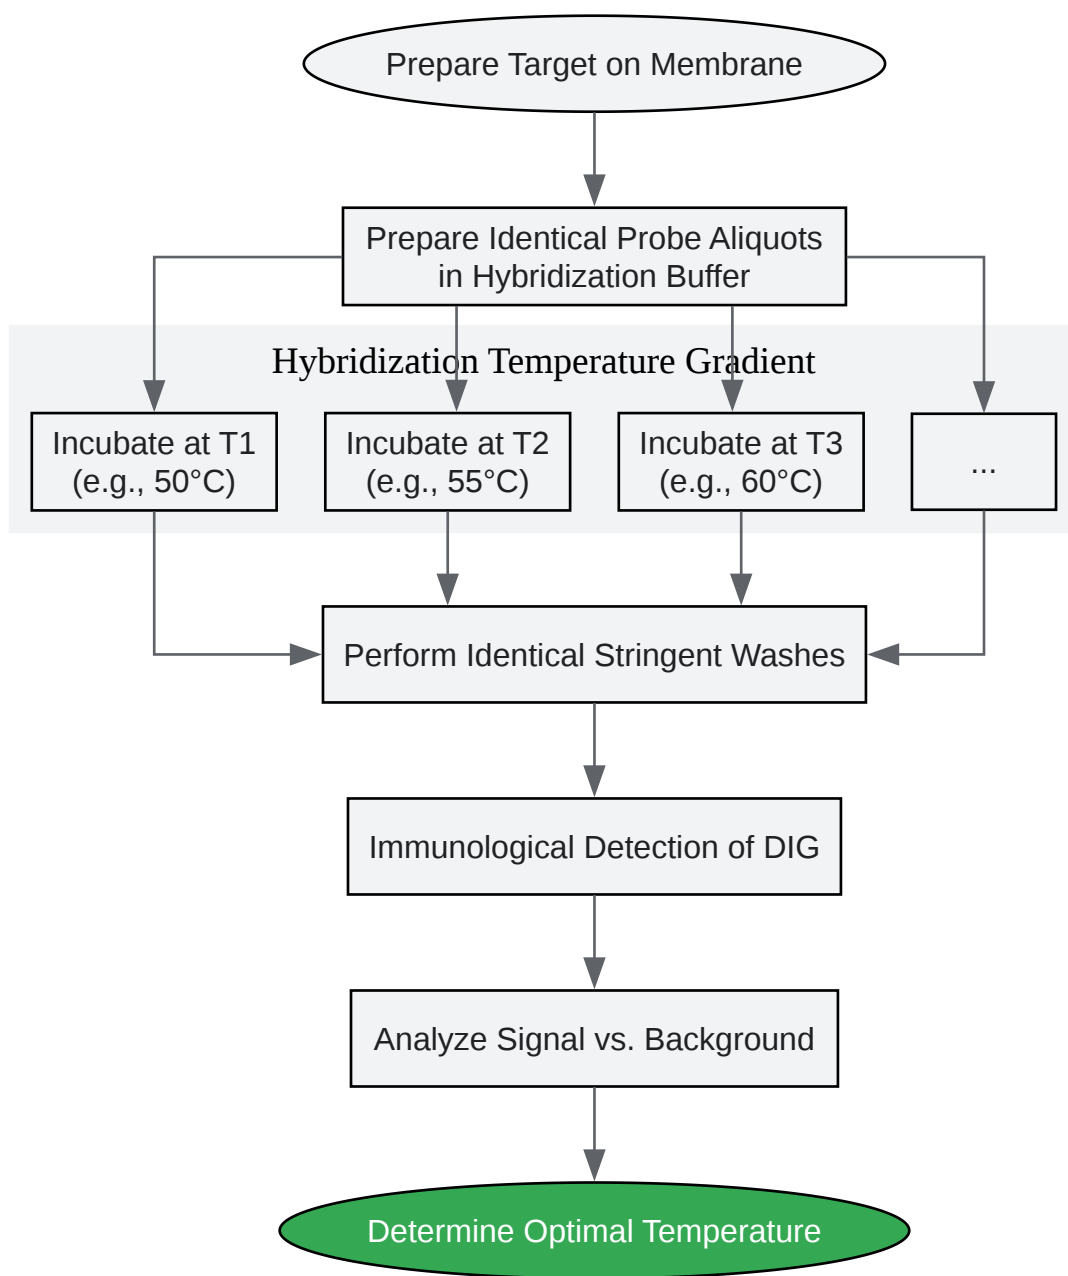 Prepare Target on Membrane
Prepare Identical Probe Aliquots
in Hybridization Buffer
Hybridization Temperature Gradient
Incubate at T1
(e.g., 50°C)
Incubate at T2
(e.g., 55°C)
Incubate at T3
(e.g., 60°C)
...
Perform Identical Stringent Washes
Immunological Detection of DIG
Analyze Signal vs. Background
Determine Optimal Temperature